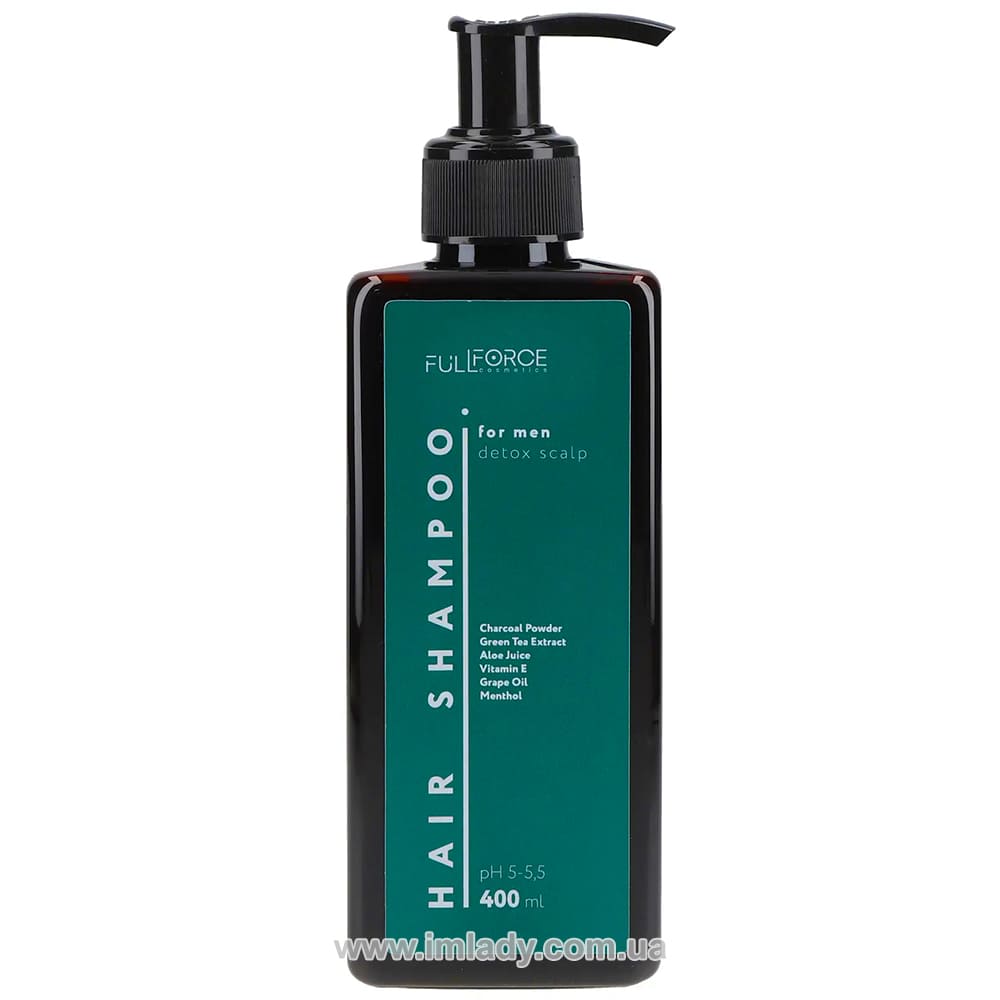 FULLFORCE
cosmetics
HAIR SHAMPOO.
for men
detox scalp
Charcoal Powder
Green Tea Extract
Aloe Juice
Vitamin E
Grape Oil
Menthol
pH 5-5,5
400 ml
www.imlady.com.ua